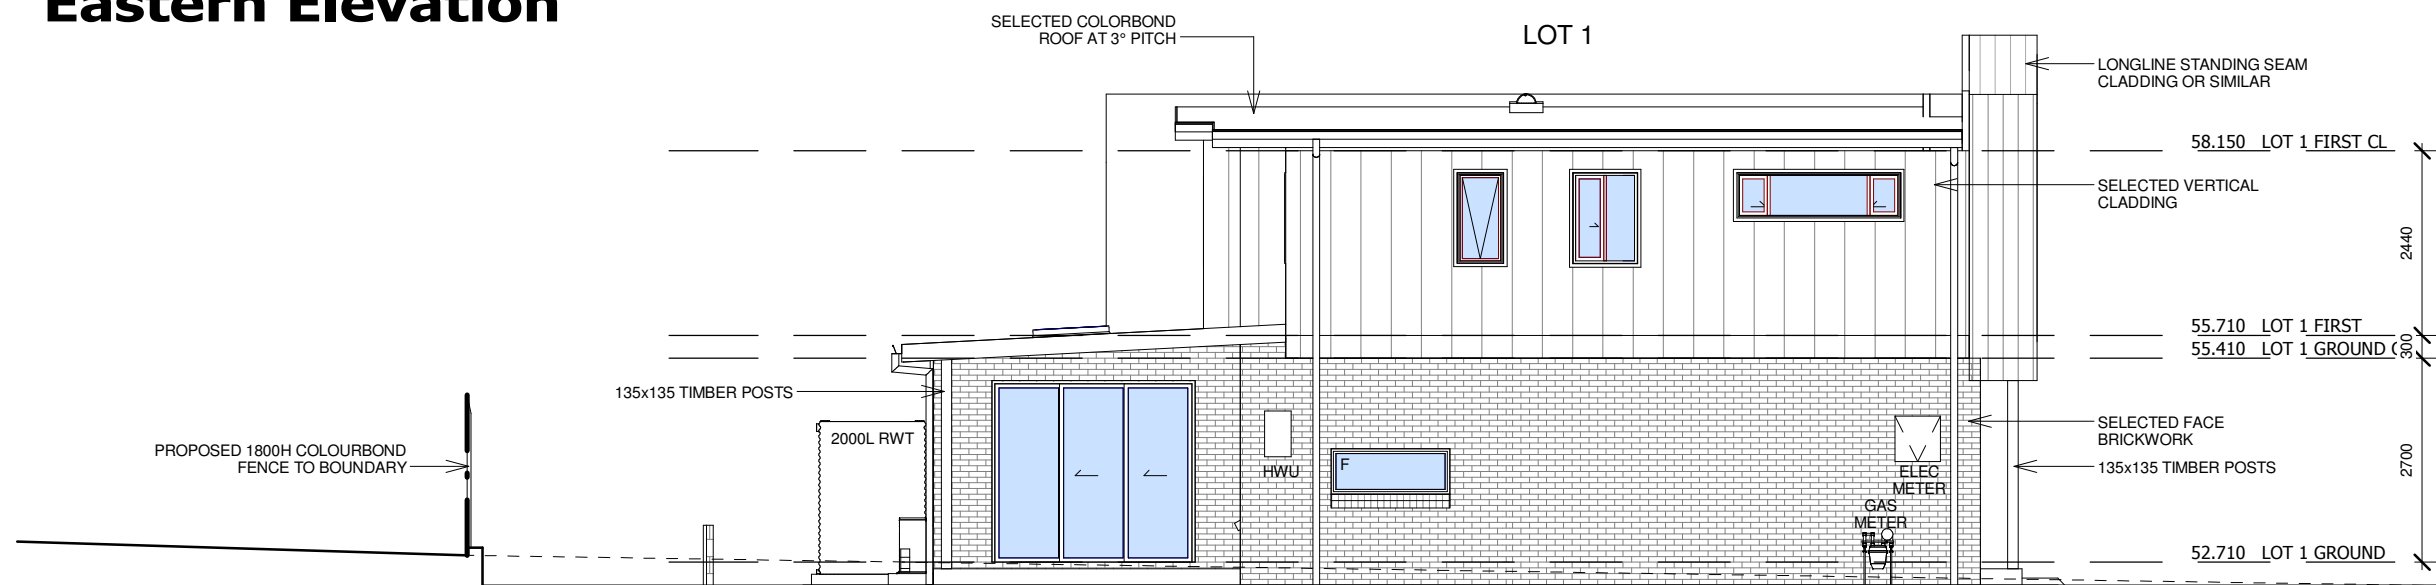 Eastern Elevation
SELECTED COLORBOND
ROOF AT 3° PITCH
LOT 1
LONGLINE STANDING SEAM
CLADDING OR SIMILAR
58.150 LOT 1 FIRST CL
SELECTED VERTICAL
CLADDING
2440
55.710 LOT 1 FIRST
300
55.410 LOT 1 GROUND
135x135 TIMBER POSTS
2000L RWT
PROPOSED 1800H COLOURBOND
FENCE TO BOUNDARY
HWU
F
ELEC
METER
GAS
METER
SELECTED FACE
BRICKWORK
135x135 TIMBER POSTS
2700
52.710 LOT 1 GROUND